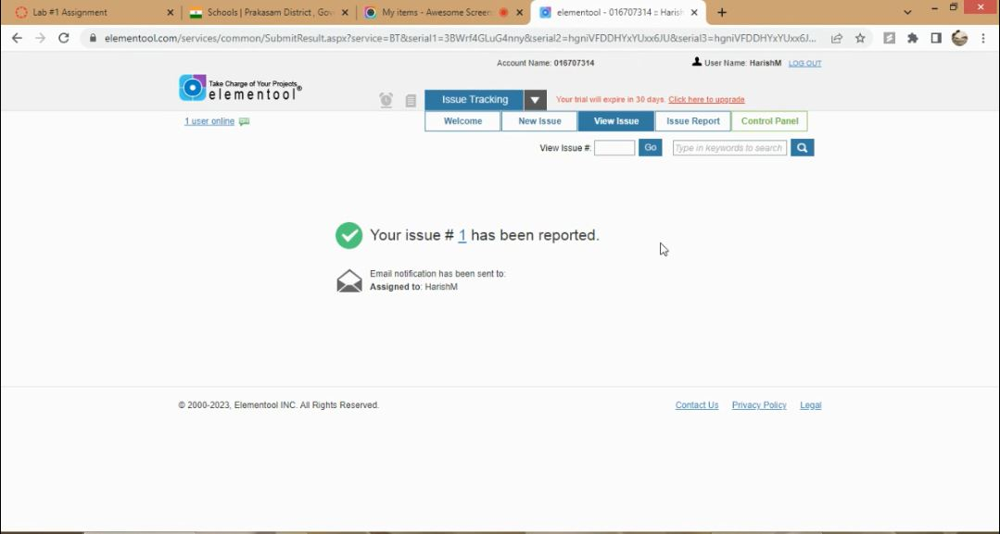 Lab #1 Assignment
Schools | Prakasam District , Gov
My items - Awesome Screen
elementool - 016707314 :: Harish
elementool.com/services/common/SubmitResult.aspx?service=BT&serial1=3BWrf4GLuG4nny&serial2=hgniVFDDHYxYUxx6JU&serial3=hgniVFDDHYxYUxx6J...
Account Name: 016707314
User Name: HarishM LOG OUT
Take Charge of Your Projects
elementool®
Issue Tracking
Your trial will expire in 30 days. Click here to upgrade
1 user online
Welcome
New Issue
View Issue
Issue Report
Control Panel
View Issue #:
Go
Type in keywords to search
Your issue # 1 has been reported.
Email notification has been sent to:
Assigned to: HarishM
© 2000-2023, Elementool INC. All Rights Reserved.
Contact Us
Privacy Policy
Legal